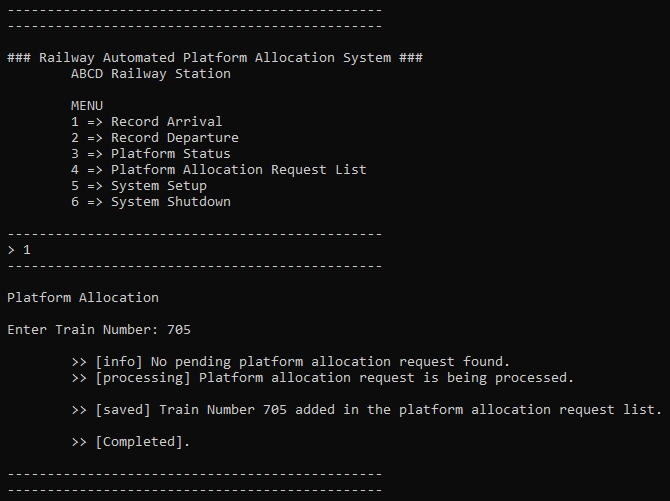 -----------------------------------------------
-----------------------------------------------
### Railway Automated Platform Allocation System ###
ABCD Railway Station
MENU
1 => Record Arrival
2 => Record Departure
3 => Platform Status
4 => Platform Allocation Request List
5 => System Setup
6 => System Shutdown
-----------------------------------------------
> 1
-----------------------------------------------
Platform Allocation
Enter Train Number: 705
>> [info] No pending platform allocation request found.
>> [processing] Platform allocation request is being processed.
>> [saved] Train Number 705 added in the platform allocation request list.
>> [Completed].
-----------------------------------------------
-----------------------------------------------